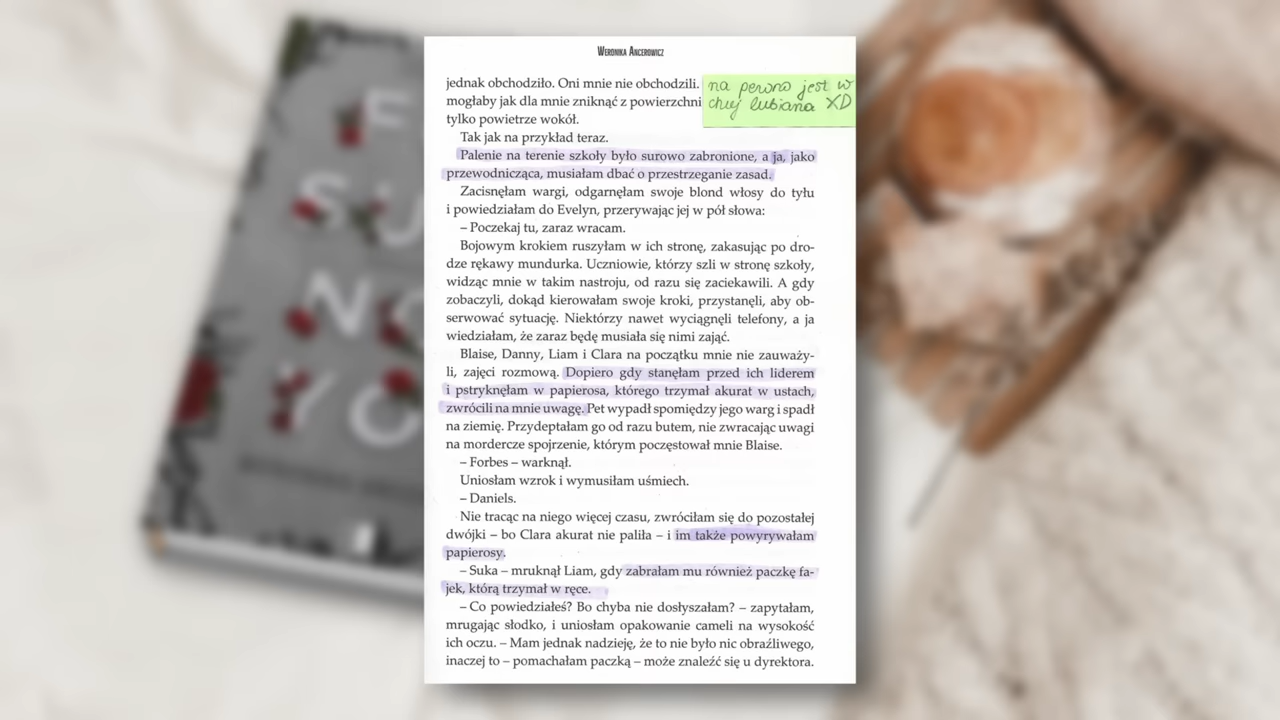 WERONIKA ANCEROWICZ
jednak obchodziło. Oni mnie nie obchodzili.
mogłaby jak dla mnie zniknąć z powierzchni
tylko powietrze wokół.
na pewno jest w
chuj lubiana XD
Tak jak na przykład teraz.
Palenie na terenie szkoły było surowo zabronione, a ja, jako
przewodnicząca, musiałam dbać o przestrzeganie zasad.
Zacisnęłam wargi, odgarnęłam swoje blond włosy do tyłu
i powiedziałam do Evelyn, przerywając jej w pół słowa:
– Poczekaj tu, zaraz wracam.
Bojowym krokiem ruszyłam w ich stronę, zakasując po dro-
dze rękawy mundurka. Uczniowie, którzy szli w stronę szkoły,
widząc mnie w takim nastroju, od razu się zaciekawili. A gdy
zobaczyli, dokąd kierowałam swoje kroki, przystanęli, aby ob-
serwować sytuację. Niektórzy nawet wyciągnęli telefony, a ja
wiedziałam, że zaraz będę musiała się nimi zająć.
Blaise, Danny, Liam i Clara na początku mnie nie zauważy-
li, zajęci rozmową. Dopiero gdy stanęłam przed ich liderem
i pstryknęłam w papierosa, którego trzymał akurat w ustach,
zwrócili na mnie uwagę. Pet wypadł spomiędzy jego warg i spadł
na ziemię. Przydeptałam go od razu butem, nie zwracając uwagi
na mordercze spojrzenie, którym poczęstował mnie Blaise.
– Forbes – warknął.
Uniosłam wzrok i wymusiłam uśmiech.
– Daniels.
Nie tracąc na niego więcej czasu, zwróciłam się do pozostałej
dwójki – bo Clara akurat nie paliła – i im także powyrywałam
papierosy.
– Suka – mruknął Liam, gdy zabrałam mu również paczkę fa-
jek, którą trzymał w ręce.
– Co powiedziałeś? Bo chyba nie dosłyszałam? – zapytałam,
mrugając słodko, i uniosłam opakowanie cameli na wysokość
ich oczu. – Mam jednak nadzieję, że to nie było nic obraźliwego,
inaczej to – pomachałam paczką – może znaleźć się u dyrektora.